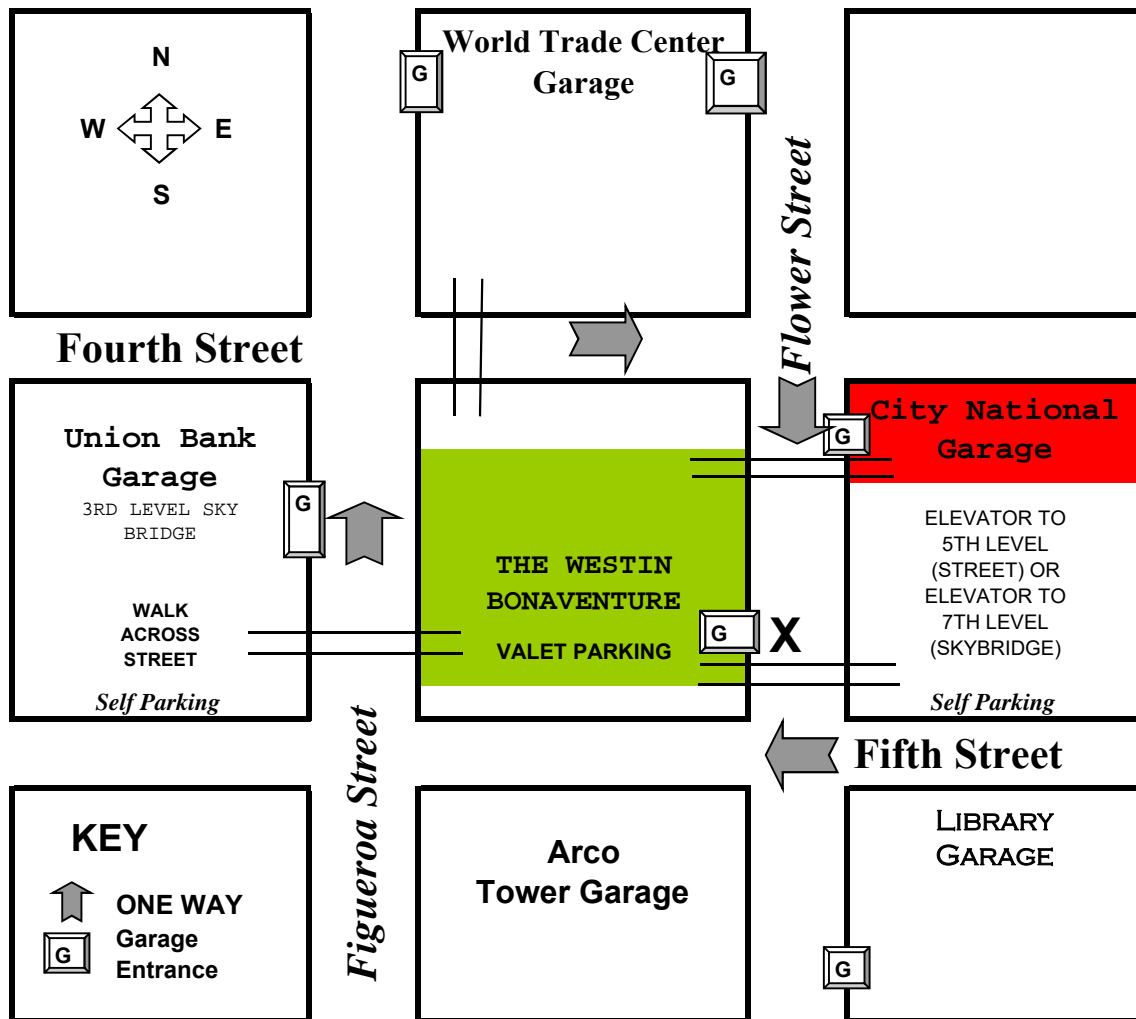 N
W E
S
World Trade Center
Garage
G
G
Flower Street
Fourth Street
Union Bank
Garage
3RD LEVEL SKY
BRIDGE
G
WALK
ACROSS
STREET
Self Parking
THE WESTIN
BONAVENTURE
VALET PARKING
G
X
G
City National
Garage
ELEVATOR TO
5TH LEVEL
(STREET) OR
ELEVATOR TO
7TH LEVEL
(SKYBRIDGE)
Self Parking
Figueroa Street
Fifth Street
KEY
ONE WAY
G
Garage
Entrance
Arco
Tower Garage
LIBRARY
GARAGE
G